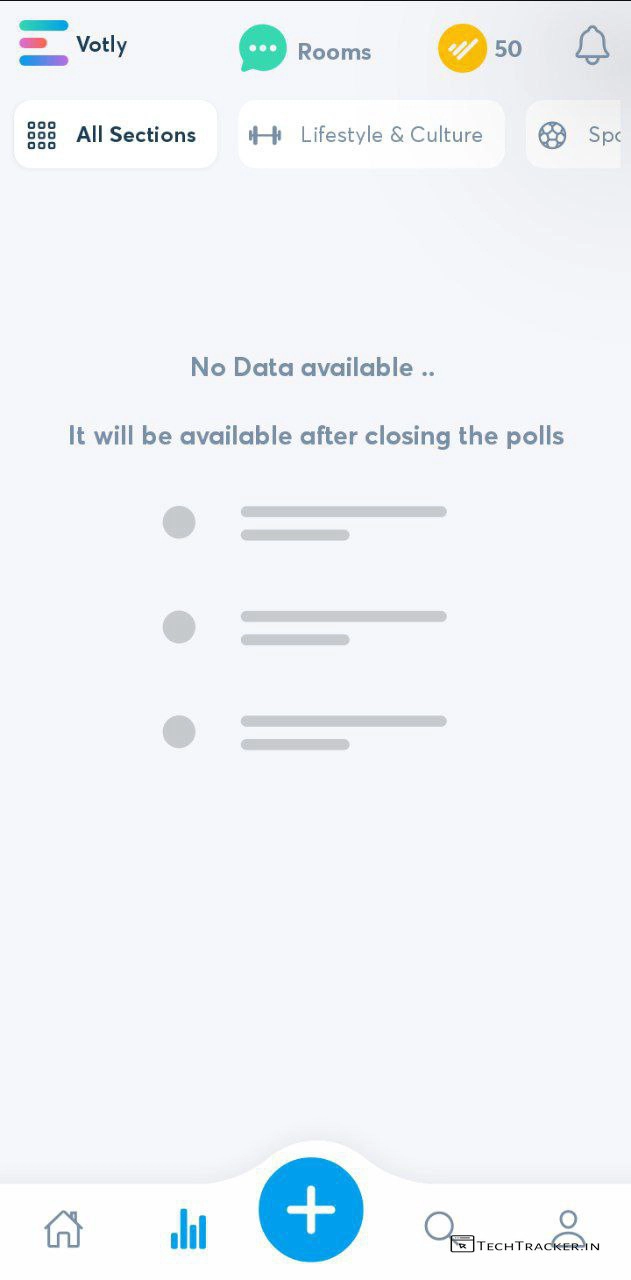 Votly
Rooms
50
All Sections
Lifestyle & Culture
No Data available ..
It will be available after closing the polls
TECHTRACKER.IN